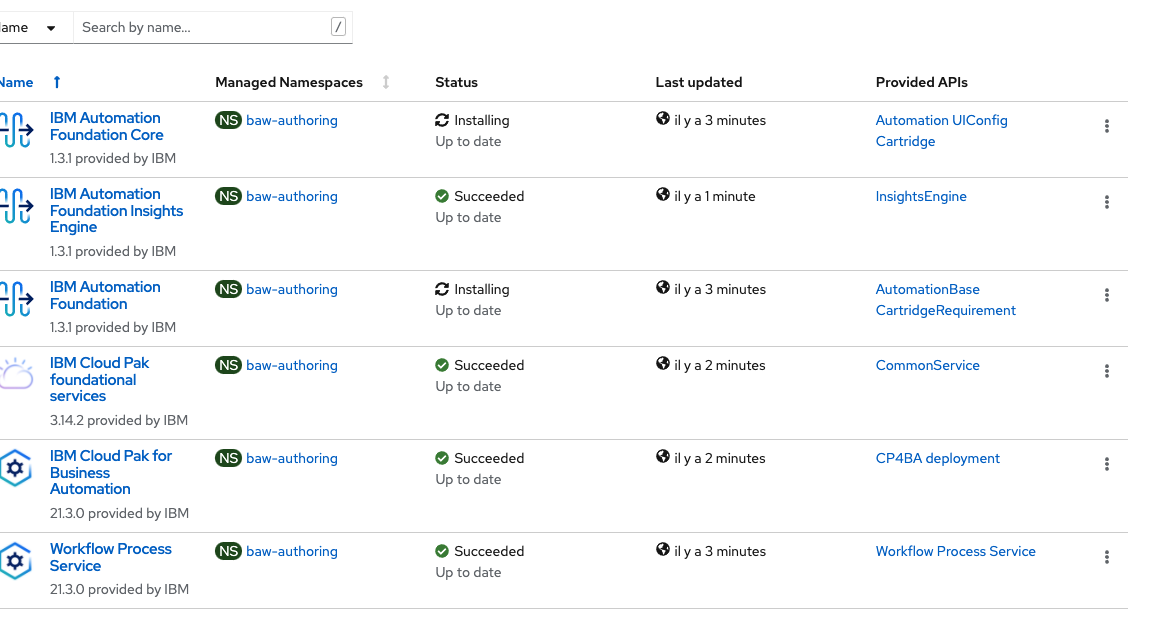 ame Search by name... /
Name Managed Namespaces Status Last updated Provided APIs
IBM Automation NS baw-authoring Installing il y a 3 minutes Automation UIConfig
Foundation Core Up to date Cartridge
1.3.1 provided by IBM
IBM Automation NS baw-authoring Succeeded il y a 1 minute InsightsEngine
Foundation Insights Up to date
Engine
1.3.1 provided by IBM
IBM Automation NS baw-authoring Installing il y a 3 minutes AutomationBase
Foundation Up to date CartridgeRequirement
1.3.1 provided by IBM
IBM Cloud Pak NS baw-authoring Succeeded il y a 2 minutes CommonService
foundational Up to date
services
3.14.2 provided by IBM
IBM Cloud Pak for NS baw-authoring Succeeded il y a 2 minutes CP4BA deployment
Business Up to date
Automation
21.3.0 provided by IBM
Workflow Process NS baw-authoring Succeeded il y a 3 minutes Workflow Process Service
Service Up to date
21.3.0 provided by IBM